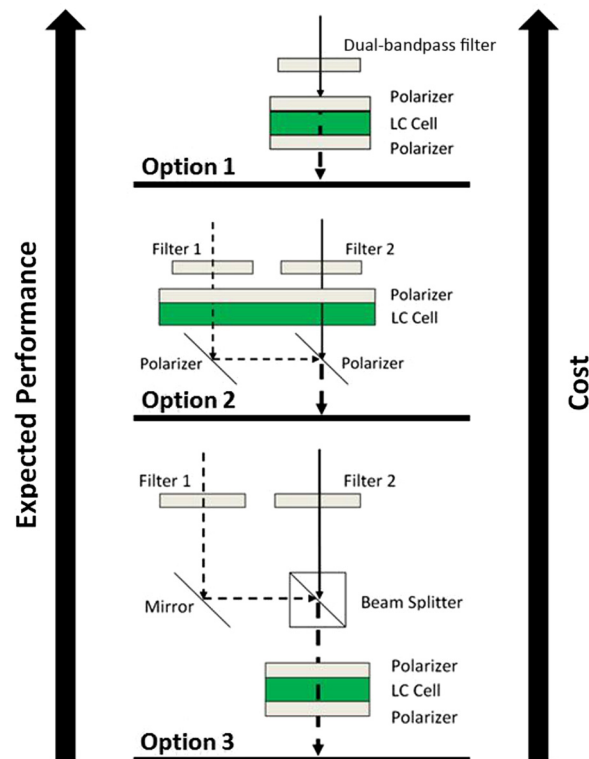 Dual-bandpass filter
Polarizer
LC Cell
Polarizer
Option 1
Filter 1
Filter 2
Polarizer
LC Cell
Polarizer
Polarizer
Option 2
Filter 1
Filter 2
Mirror
Beam Splitter
Polarizer
LC Cell
Polarizer
Option 3
Expected Performance
Cost